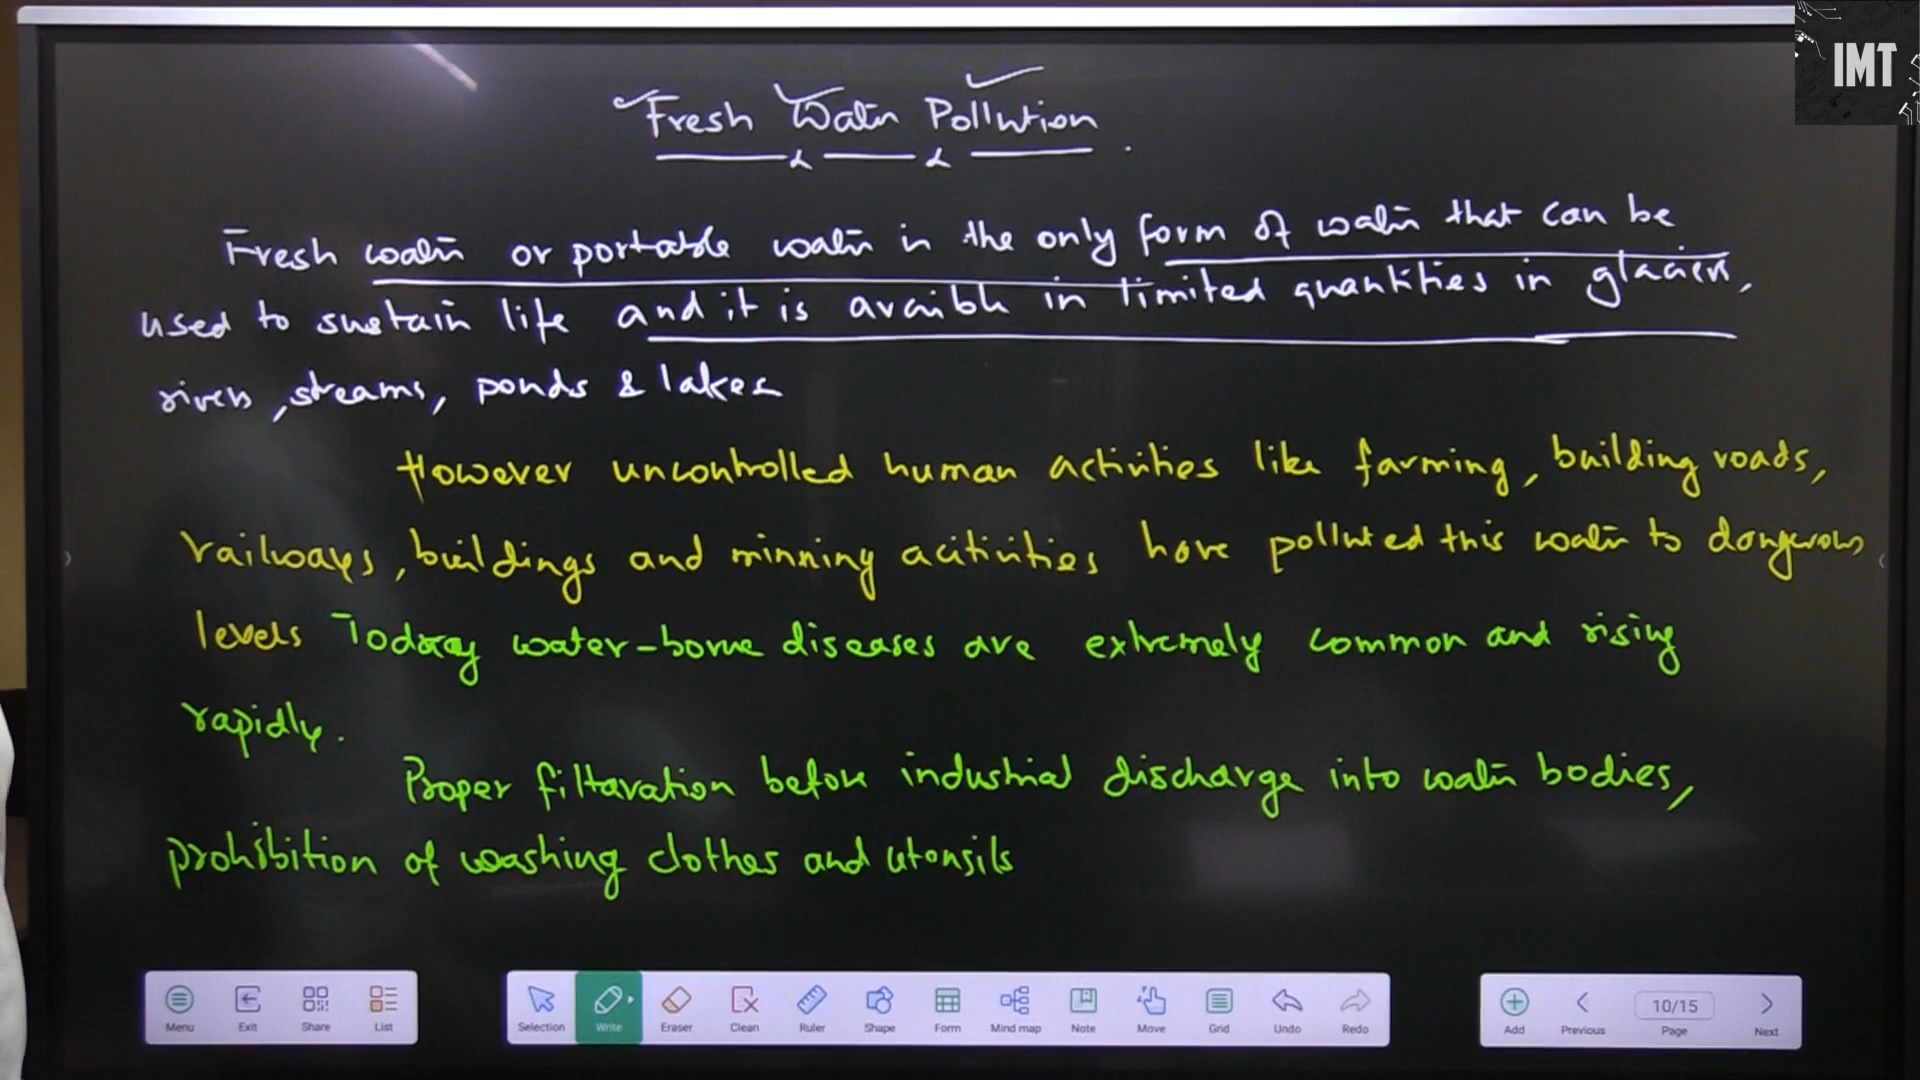 IMT
Fresh Water Pollution.
Fresh water or portable water in the only form of water that can be
used to sustain life and it is avaible in limited quantities in glaciers,
rivers, streams, ponds & lakes
However uncontrolled human activities like farming, building roads,
railways, buildings and minning acitivities have polluted this water to dangerous
levels Today water-borne diseases are extremely common and rising
rapidly.
Proper filtaration before industrial discharge into water bodies,
prohibition of washing clothes and utensils
Menu Exit Share List Selection Write Eraser Clean Ruler Shape Form Mind map Note Move Grid Undo Redo Add Previous 10/15 Page Next